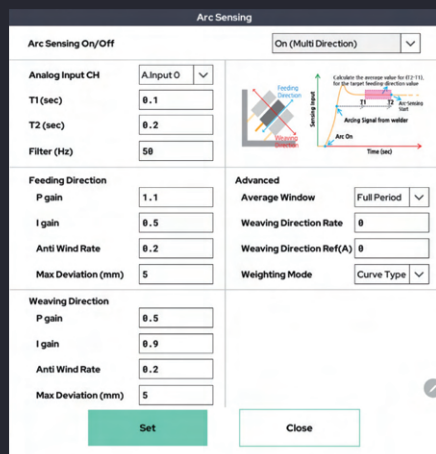 Arc Sensing
Arc Sensing On/Off On (Multi Direction)
Analog Input CH A.Input 0
T1 (sec) 0.1
T2 (sec) 0.2
Filter (Hz) 50
Feeding
Direction
Weaving
Direction
Calculate the average value for (T2-T1),
for the target feeding direction value
Sensing Input
T1 T2
Arc Sensing
Start
Arcing Signal from welder
Arc On
Time (sec)
Feeding Direction
P gain 1.1
I gain 0.5
Anti Wind Rate 0.2
Max Deviation (mm) 5
Advanced
Average Window Full Period
Weaving Direction Rate 0
Weaving Direction Ref(A) 0
Weighting Mode Curve Type
Weaving Direction
P gain 0.5
I gain 0.9
Anti Wind Rate 0.2
Max Deviation (mm) 5
Set Close